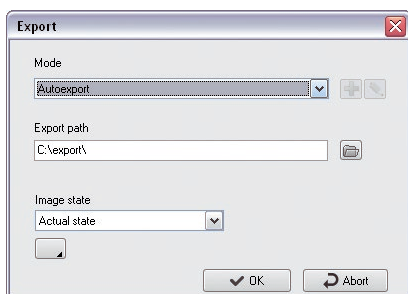 Export
Mode
Autoexport
Export path
C:\export\
Image state
Actual state
OK
Abort